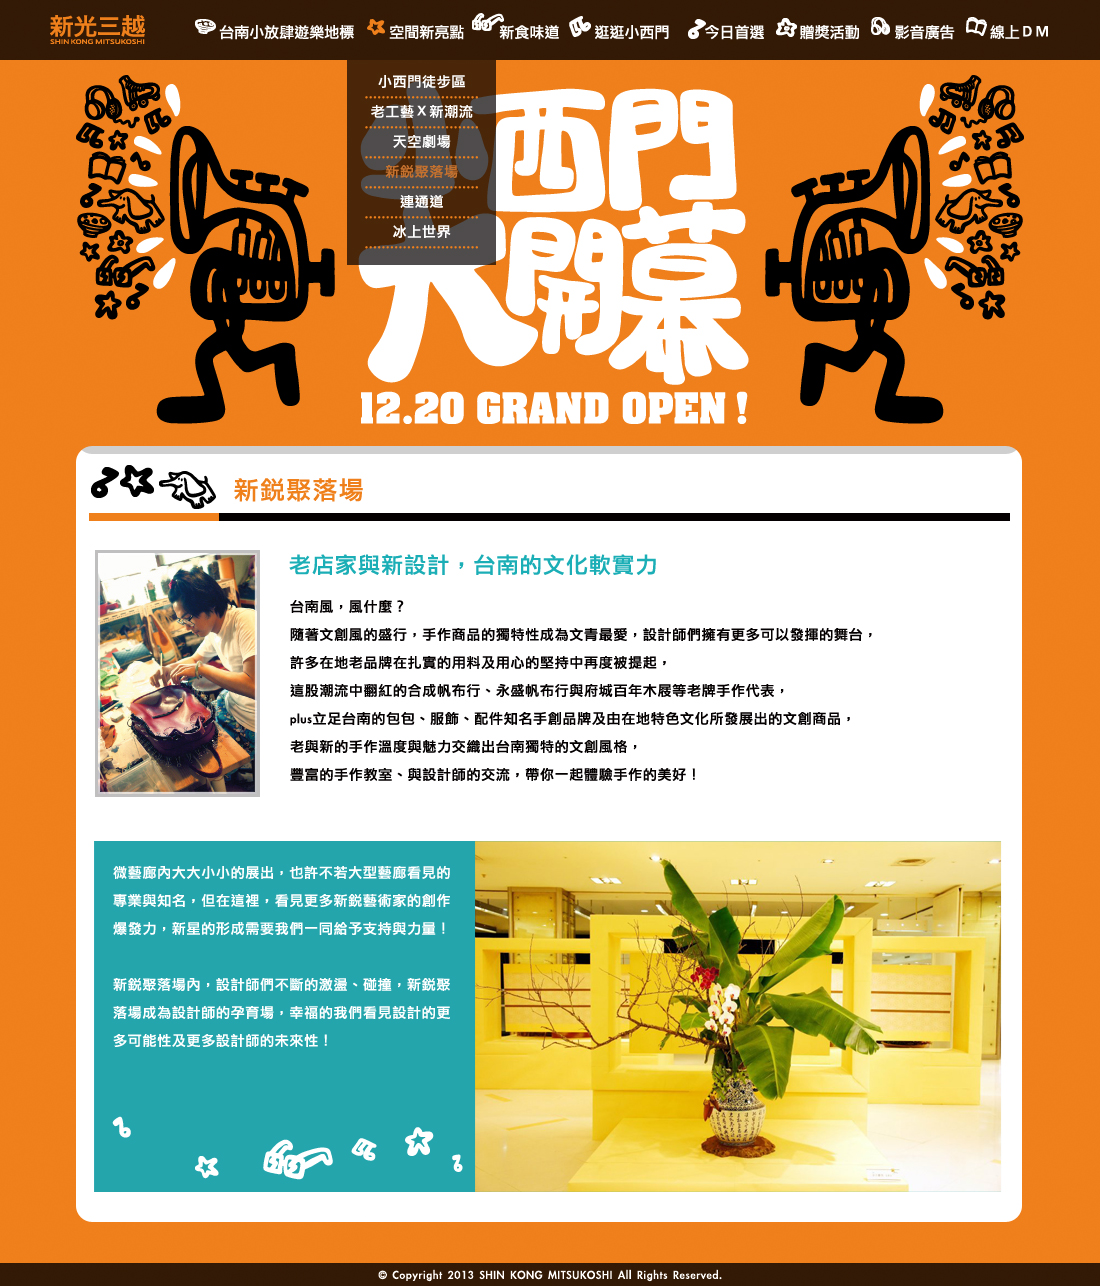 新光三越
SHIN KONG MITSUKOSHI
台南小放肆遊樂地標
空間新亮點
新食味道
逛逛小西門
今日首選
贈獎活動
影音廣告
線上DM
小西門徒步區
老工藝X新潮流
天空劇場
新銳聚落場
連通道
冰上世界
小西門
大開幕
12.20 GRAND OPEN!
新銳聚落場
老店家與新設計，台南的文化軟實力
台南風，風什麼？
隨著文創風的盛行，手作商品的獨特性成為文青最愛，設計師們擁有更多可以發揮的舞台，
許多在地老品牌在扎實的用料及用心的堅持中再度被提起，
這股潮流中翻紅的合成帆布行、永盛帆布行與府城百年木屐等老牌手作代表，
plus立足台南的包包、服飾、配件知名手創品牌及由在地特色文化所發展出的文創商品，
老與新的手作溫度與魅力交織出台南獨特的文創風格，
豐富的手作教室、與設計師的交流，帶你一起體驗手作的美好！
微藝廊內大大小小的展出，也許不若大型藝廊看見的
專業與知名，但在這裡，看見更多新銳藝術家的創作
爆發力，新星的形成需要我們一同給予支持與力量！
新銳聚落場內，設計師們不斷的激盪、碰撞，新銳聚
落場成為設計師的孕育場，幸福的我們看見設計的更
多可能性及更多設計師的未來性！
© Copyright 2013 SHIN KONG MITSUKOSHI All Rights Reserved.